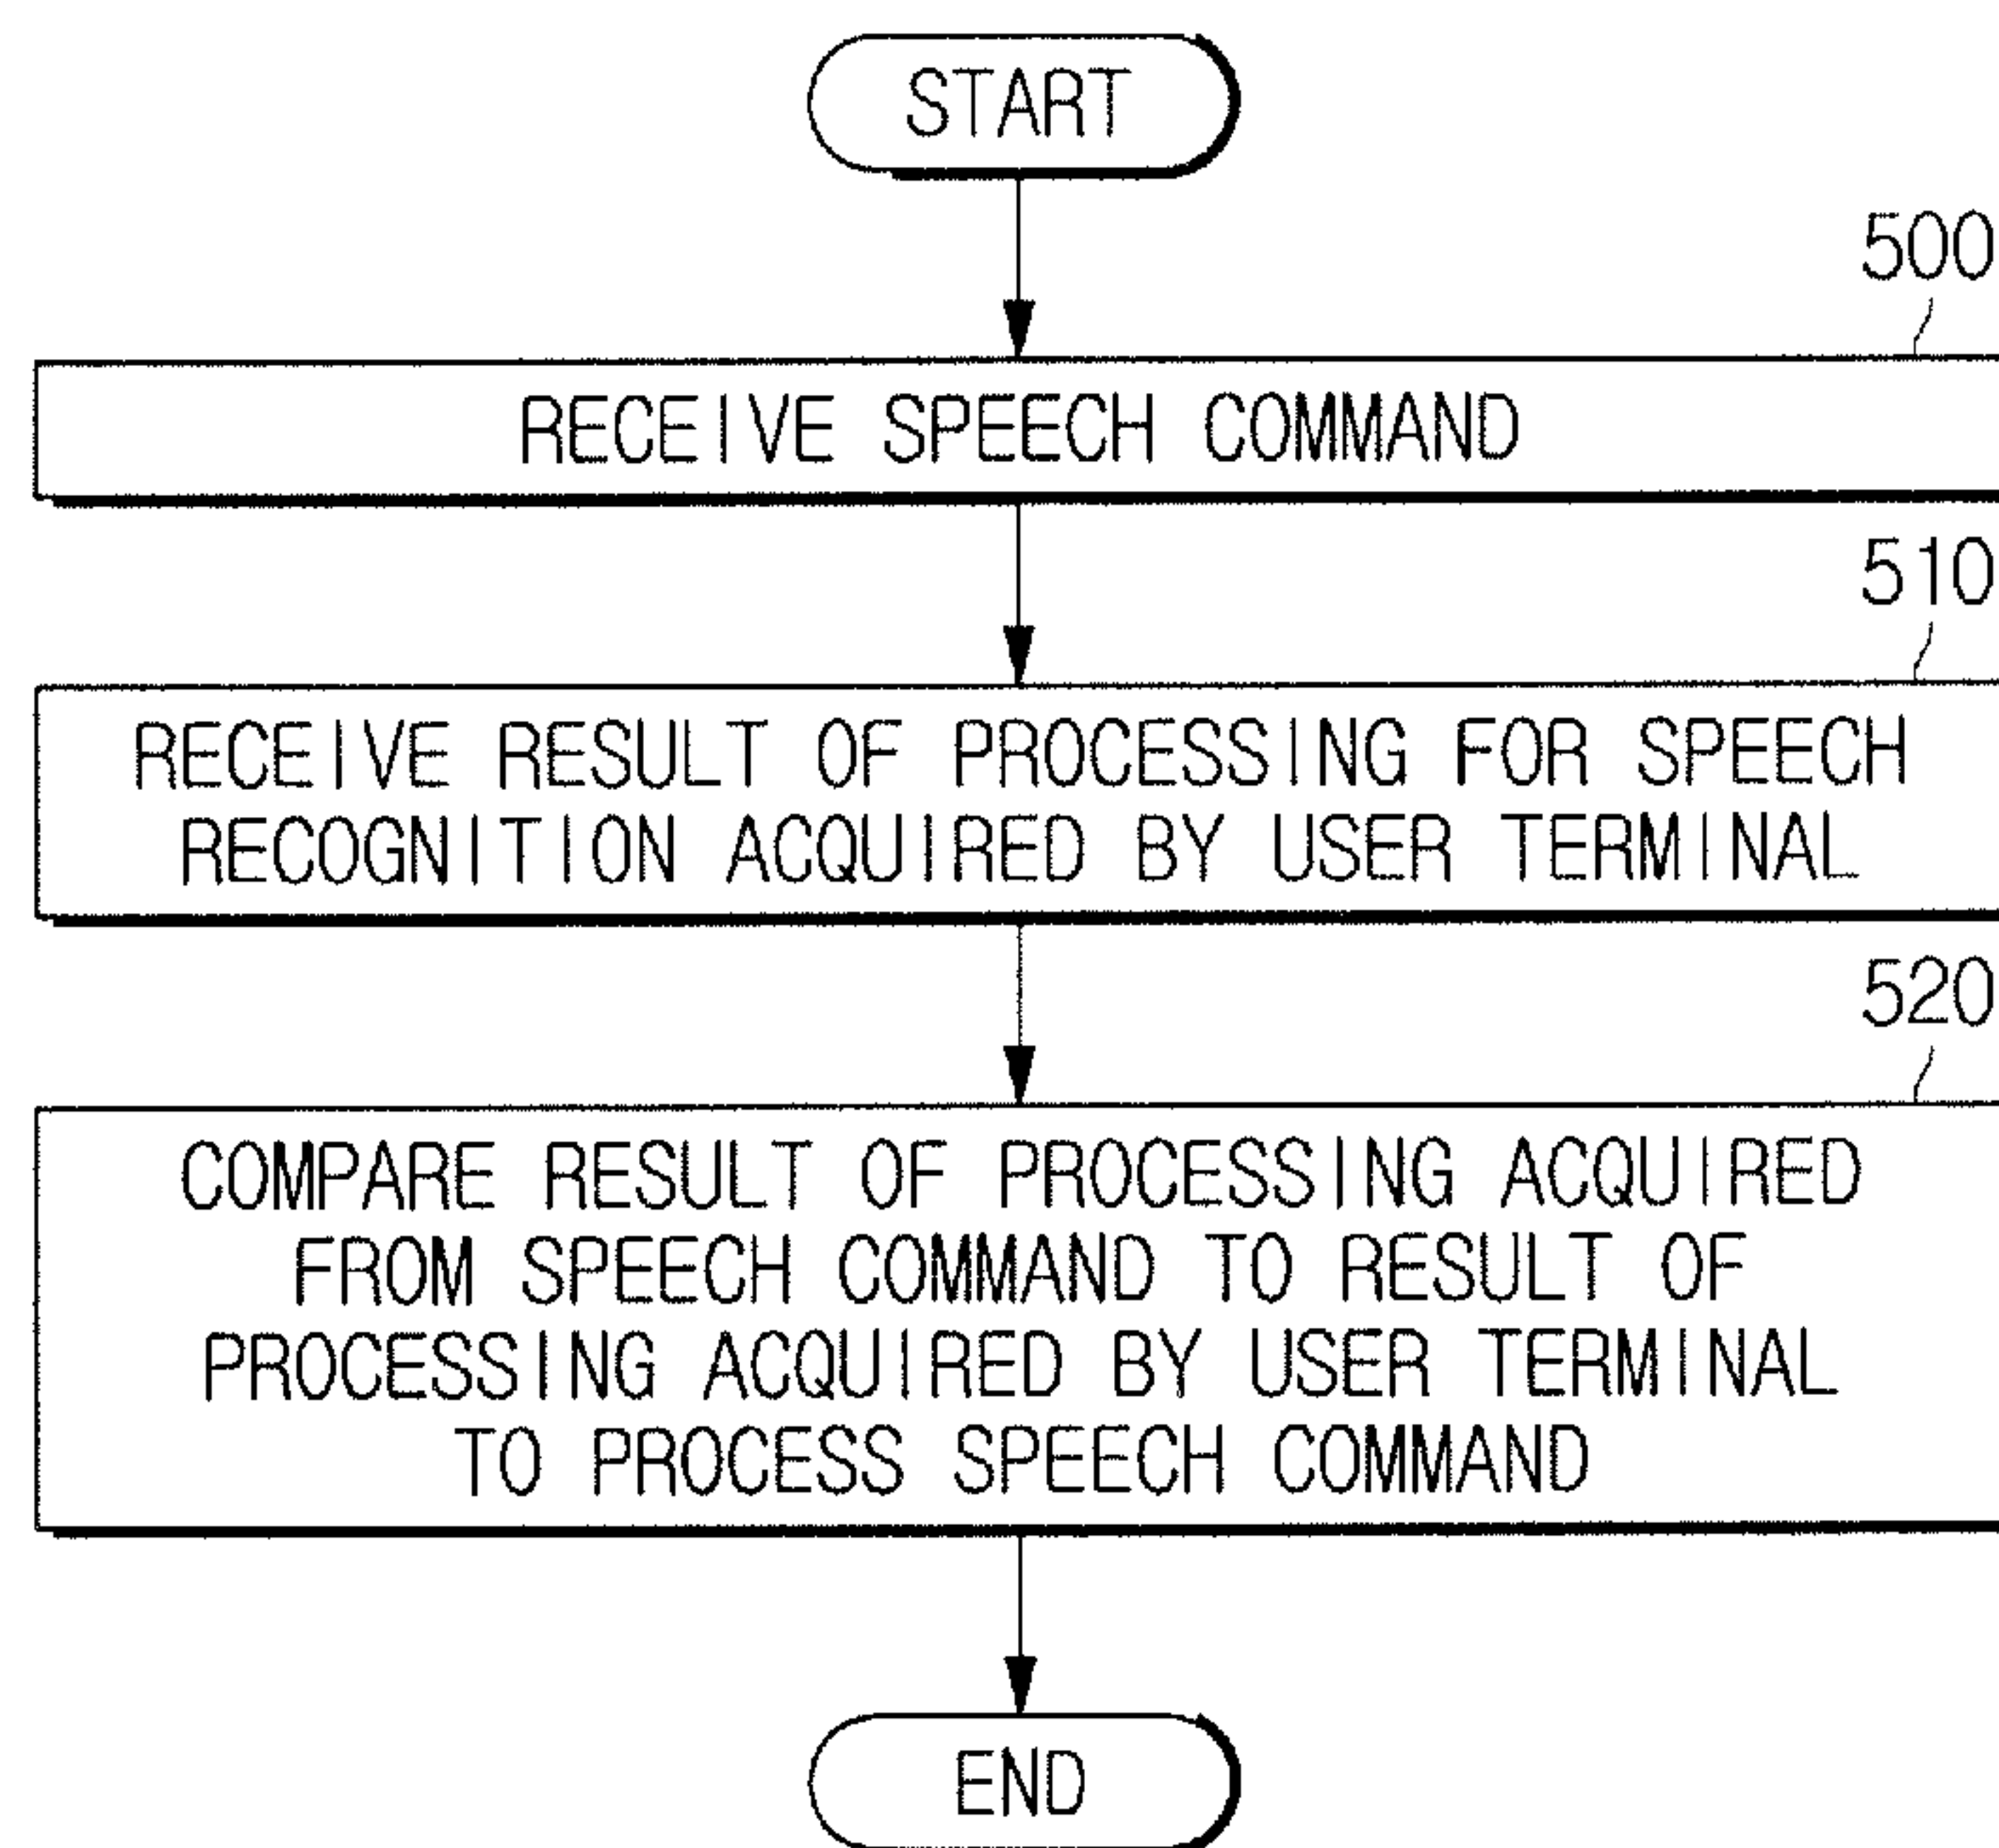 START
500
RECEIVE SPEECH COMMAND
510
RECEIVE RESULT OF PROCESSING FOR SPEECH
RECOGNITION ACQUIRED BY USER TERMINAL
520
COMPARE RESULT OF PROCESSING ACQUIRED
FROM SPEECH COMMAND TO RESULT OF
PROCESSING ACQUIRED BY USER TERMINAL
TO PROCESS SPEECH COMMAND
END